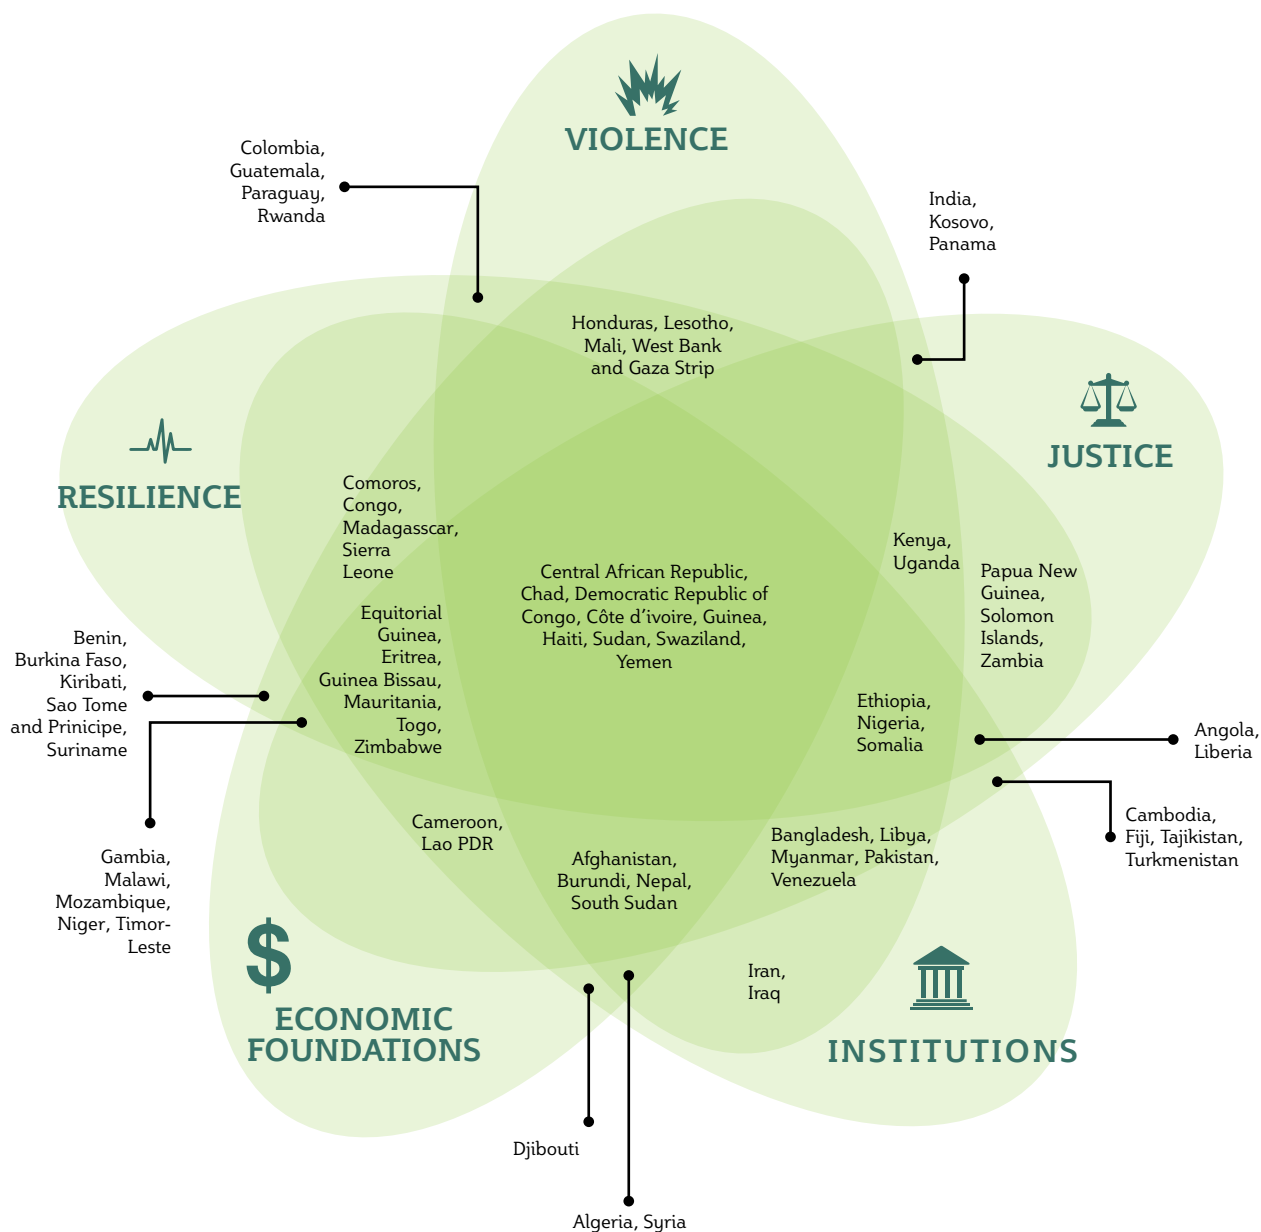 VIOLENCE
Colombia,
Guatemala,
Paraguay,
Rwanda
India,
Kosovo,
Panama
Honduras, Lesotho,
Mali, West Bank
and Gaza Strip
JUSTICE
RESILIENCE
Comoros,
Congo,
Madagasscar,
Sierra
Leone
Kenya,
Uganda
Papua New
Guinea,
Solomon
Islands,
Zambia
Central African Republic,
Chad, Democratic Republic of
Congo, Côte d'ivoire, Guinea,
Haiti, Sudan, Swaziland,
Yemen
Equitorial
Guinea,
Eritrea,
Guinea Bissau,
Mauritania,
Togo,
Zimbabwe
Benin,
Burkina Faso,
Kiribati,
Sao Tome
and Prinicipe,
Suriname
Ethiopia,
Nigeria,
Somalia
Angola,
Liberia
Cambodia,
Fiji, Tajikistan,
Turkmenistan
Cameroon,
Lao PDR
Bangladesh, Libya,
Myanmar, Pakistan,
Venezuela
Afghanistan,
Burundi, Nepal,
South Sudan
Gambia,
Malawi,
Mozambique,
Niger, Timor-
Leste
Iran,
Iraq
$
ECONOMIC
FOUNDATIONS
INSTITUTIONS
Djibouti
Algeria, Syria